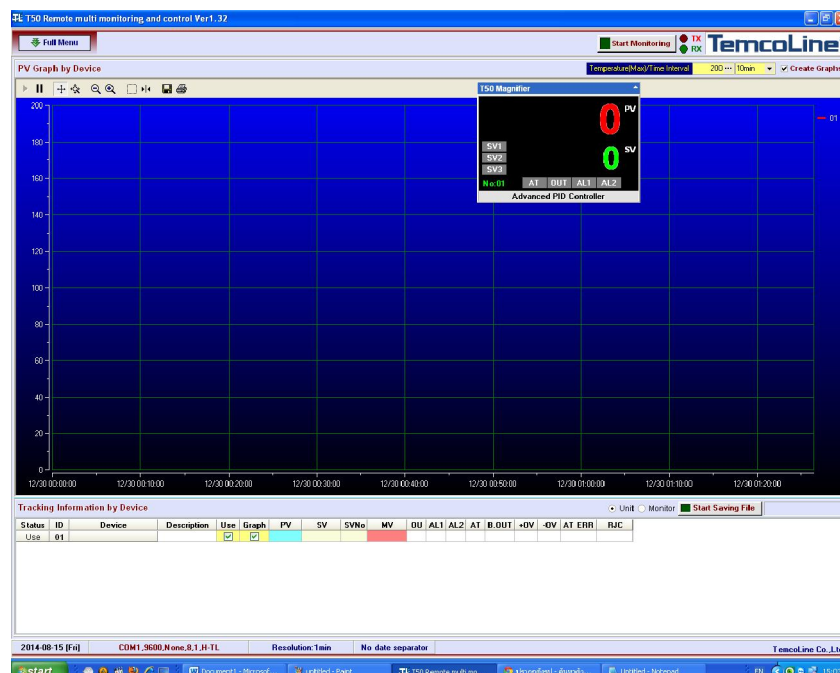 T50 Remote multi monitoring and control Ver1.32
Full Menu
Start Monitoring
TX
RX
TemcoLine
PV Graph by Device
Temperature(Max)/Time Interval
200 ...
10min
Create Graphs
T50 Magnifier
0 PV
SV1
SV2
SV3
0 SV
No:01
AT OUT AL1 AL2
Advanced PID Controller
01
200
180
160
140
120
100
80
60
40
20
0
12/30 00:00:00 12/30 00:10:00 12/30 00:20:00 12/30 00:30:00 12/30 00:40:00 12/30 00:50:00 12/30 01:00:00 12/30 01:10:00 12/30 01:20:00
Tracking Information by Device
Unit Monitor Start Saving File
Status ID Device Description Use Graph PV SV SVNo MV OU AL1 AL2 AT B.OUT +OV -OV AT ERR RJC
Use 01
2014-08-15 [Fri] COM1,9600,None,8,1,H-TL Resolution:1min No date separator TemcoLine Co.,Lt
start Document1 - Microsof... untitled - Paint T50 Remote multi mo... Untitled - Notepad EN